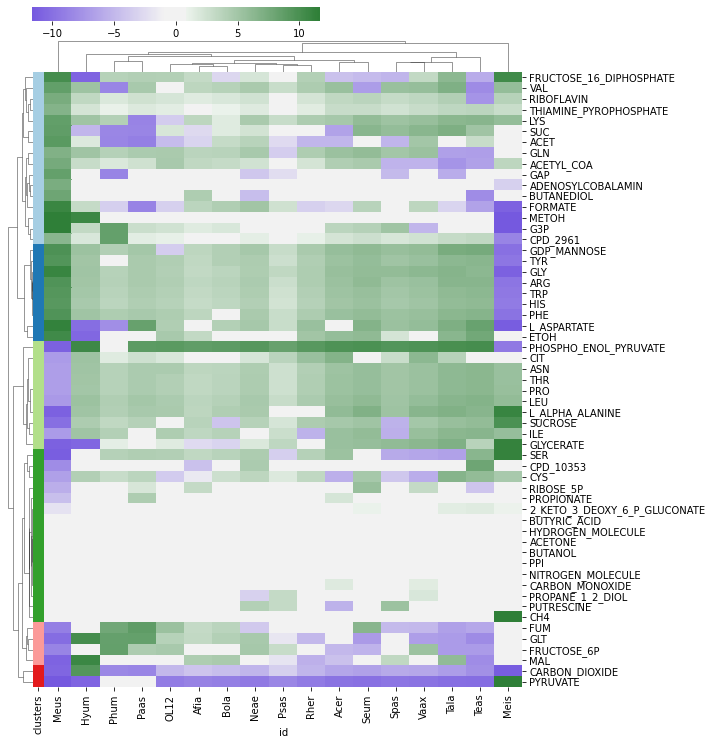 −10 −5 0 5 10
FRUCTOSE_16_DIPHOSPHATE
VAL
RIBOFLAVIN
THIAMINE_PYROPHOSPHATE
LYS
SUC
ACET
GLN
ACETYL_COA
GAP
ADENOSYLCOBALAMIN
BUTANEDIOL
FORMATE
METOH
G3P
CPD_2961
GDP_MANNOSE
TYR
GLY
ARG
TRP
HIS
PHE
L_ASPARTATE
ETOH
PHOSPHO_ENOL_PYRUVATE
CIT
ASN
THR
PRO
LEU
L_ALPHA_ALANINE
SUCROSE
ILE
GLYCERATE
SER
CPD_10353
CYS
RIBOSE_5P
PROPIONATE
2_KETO_3_DEOXY_6_P_GLUCONATE
BUTYRIC_ACID
HYDROGEN_MOLECULE
ACETONE
BUTANOL
PPI
NITROGEN_MOLECULE
CARBON_MONOXIDE
PROPANE_1_2_DIOL
PUTRESCINE
CH4
FUM
GLT
FRUCTOSE_6P
MAL
CARBON_DIOXIDE
PYRUVATE
clusters Meus Hyum Phum Paas OL12 Afia Bola Neae Psas Rher Acer Seum Spas Vaax Tala Teas Meis
id